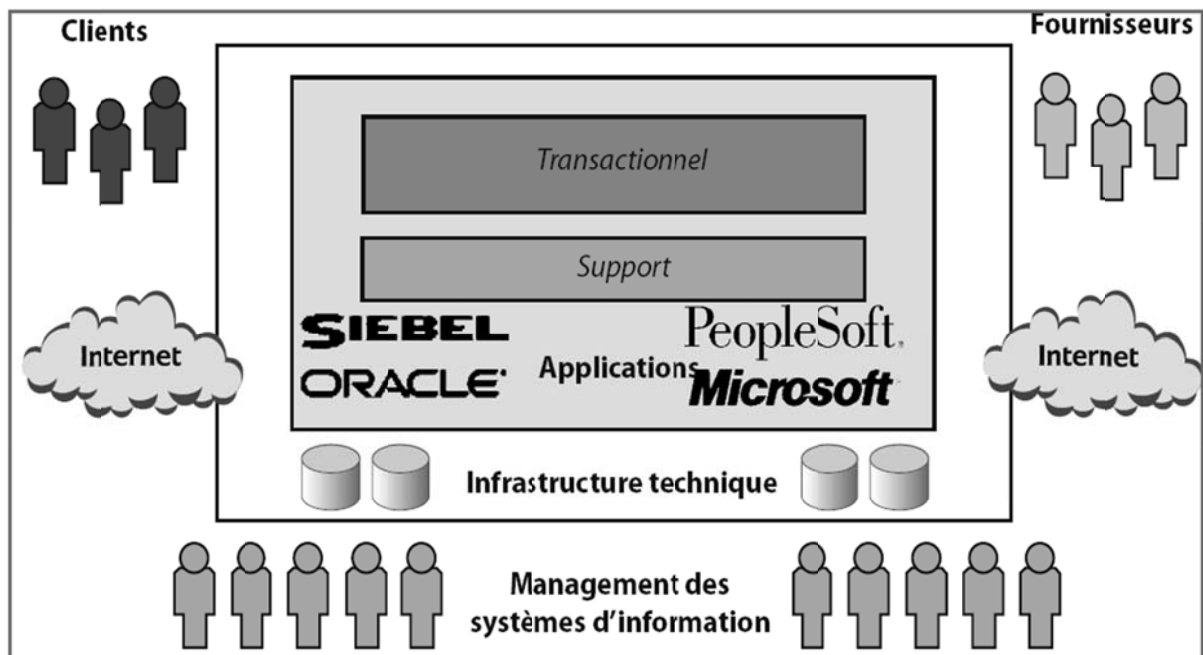 Clients
Fournisseurs
Transactionnel
Support
SIEBEL
PeopleSoft.
Internet
Applications
Internet
ORACLE
Microsoft
Infrastructure technique
Management des
systèmes d'information